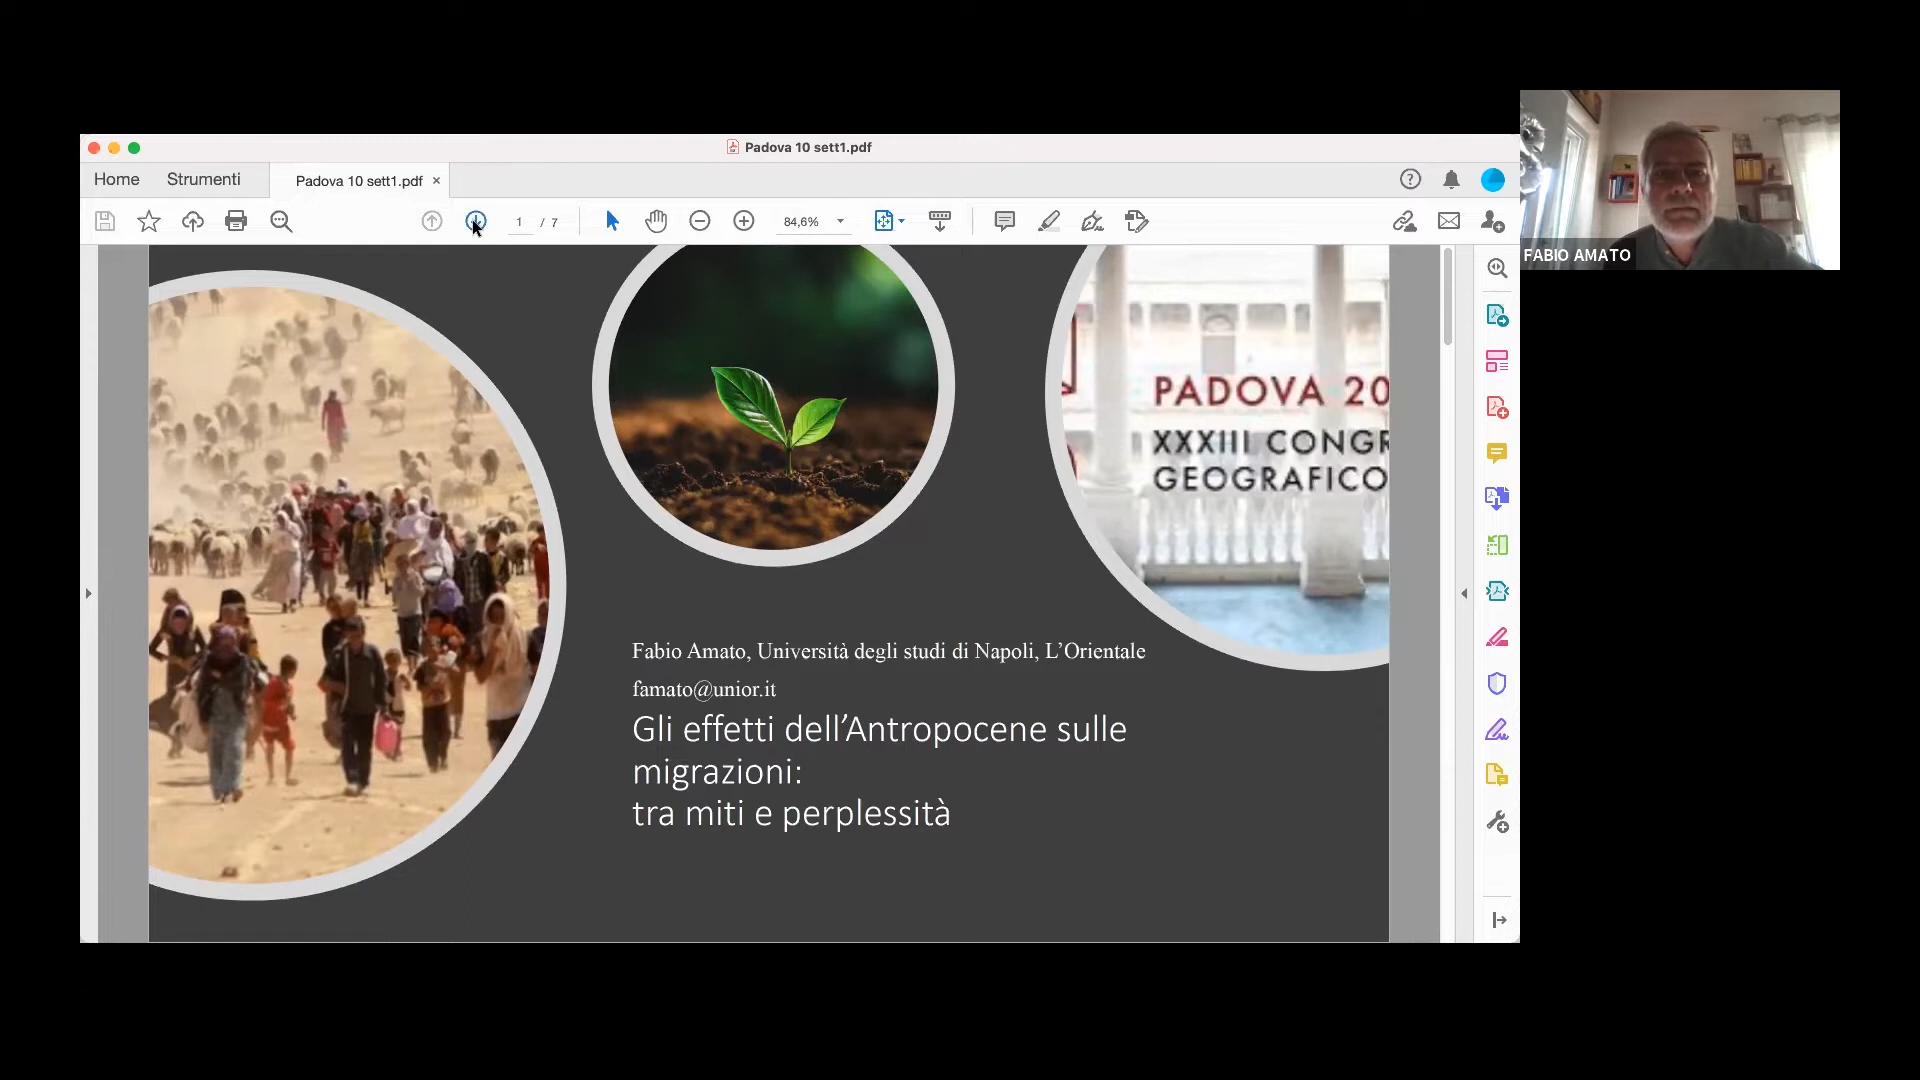 Padova 10 sett1.pdf
Home
Strumenti
Padova 10 sett1.pdf
1 / 7
84,6%
FABIO AMATO
PADOVA 20
XXXIII CONGR
GEOGRAFICO
Fabio Amato, Università degli studi di Napoli, L’Orientale
famato@unior.it
Gli effetti dell’Antropocene sulle
migrazioni:
tra miti e perplessità